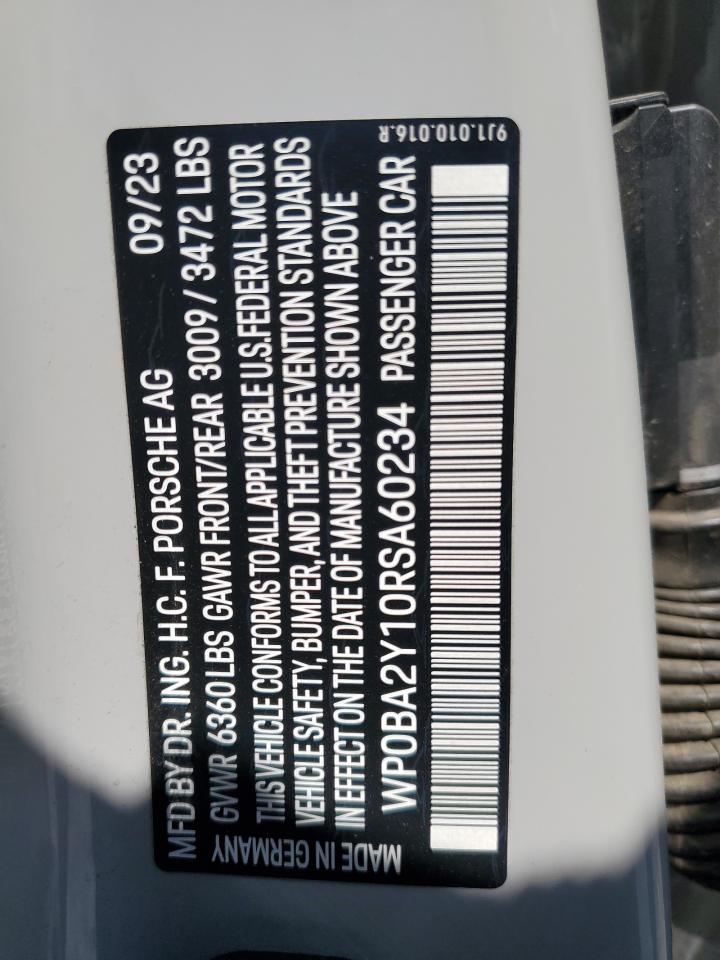 MFD BY DR. ING. H.C. F. PORSCHE AG 09/23
GVWR 6360 LBS GAWR FRONT/REAR 3009 / 3472 LBS
THIS VEHICLE CONFORMS TO ALL APPLICABLE U.S. FEDERAL MOTOR
VEHICLE SAFETY, BUMPER, AND THEFT PREVENTION STANDARDS
IN EFFECT ON THE DATE OF MANUFACTURE SHOWN ABOVE
WP0BA2Y10RSA60234 PASSENGER CAR
MADE IN GERMANY
9J1.010.016.R